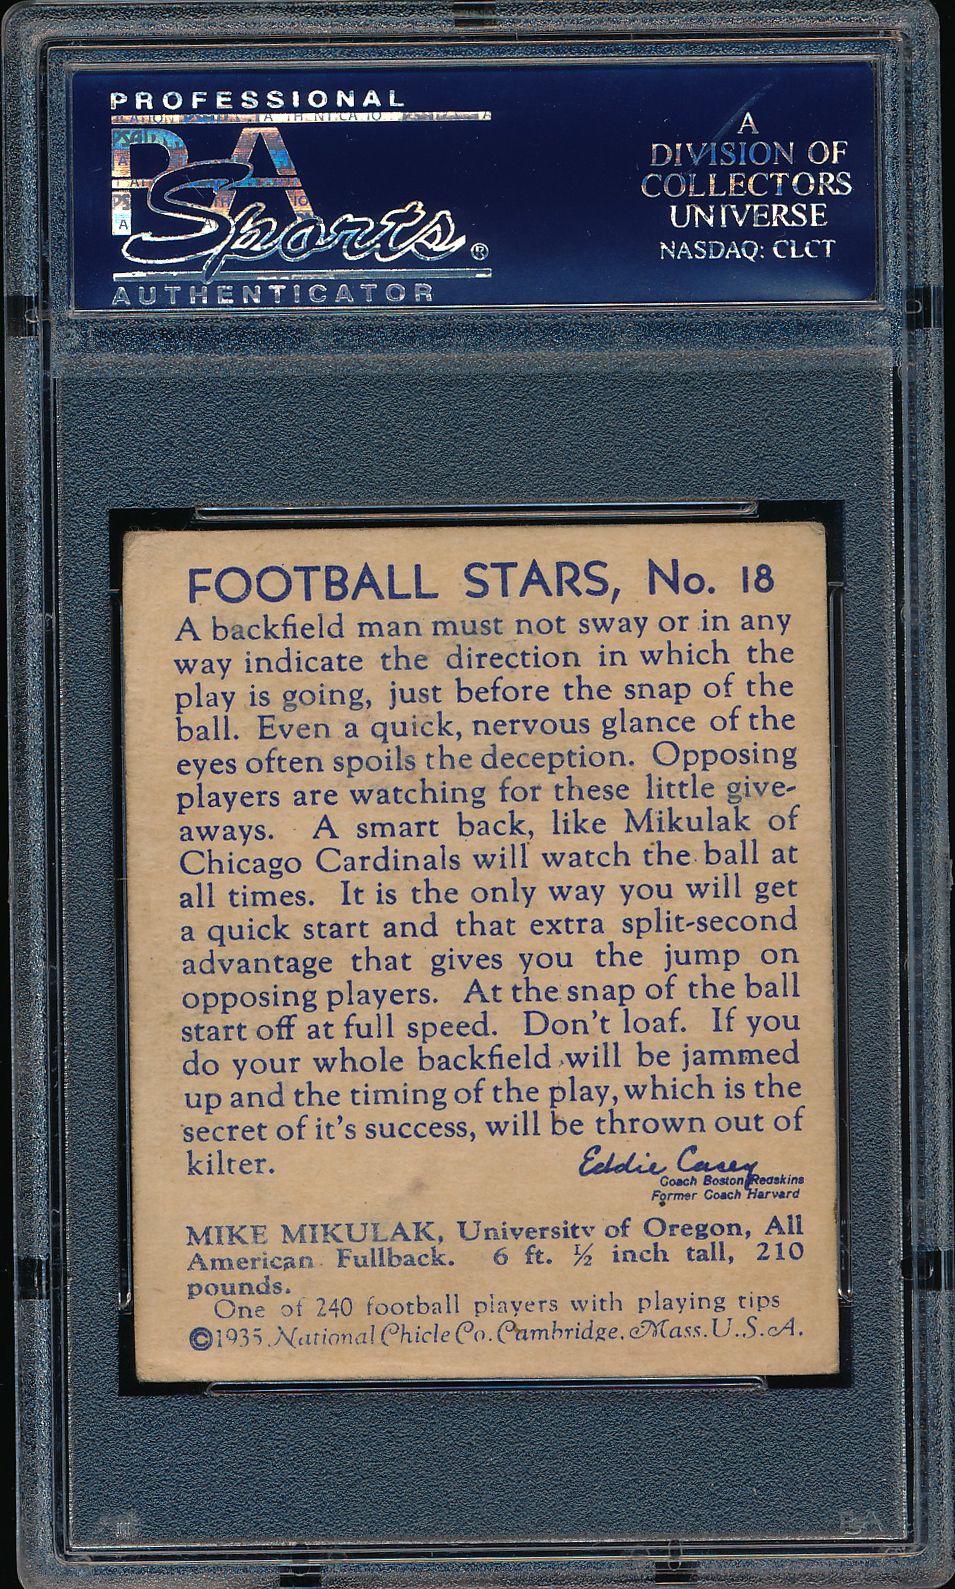 PROFESSIONAL
PSA
Sports®
AUTHENTICATOR
A
DIVISION OF
COLLECTORS
UNIVERSE
NASDAQ: CLCT
FOOTBALL STARS, No. 18
A backfield man must not sway or in any
way indicate the direction in which the
play is going, just before the snap of the
ball. Even a quick, nervous glance of the
eyes often spoils the deception. Opposing
players are watching for these little give-
aways. A smart back, like Mikulak of
Chicago Cardinals will watch the ball at
all times. It is the only way you will get
a quick start and that extra split-second
advantage that gives you the jump on
opposing players. At the snap of the ball
start off at full speed. Don't loaf. If you
do your whole backfield will be jammed
up and the timing of the play, which is the
secret of it's success, will be thrown out of
kilter.
Eddie Casey
Coach Boston Redskins
Former Coach Harvard
MIKE MIKULAK, University of Oregon, All
American Fullback. 6 ft. ½ inch tall, 210
pounds.
One of 240 football players with playing tips
©1935 National Chicle Co. Cambridge, Mass. U.S.A.
PSA